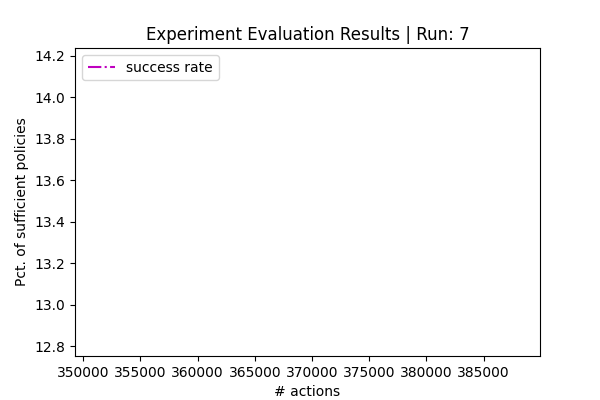 Experiment Evaluation Results | Run: 7
success rate
Pct. of sufficient policies
14.2
14.0
13.8
13.6
13.4
13.2
13.0
12.8
350000 355000 360000 365000 370000 375000 380000 385000
# actions